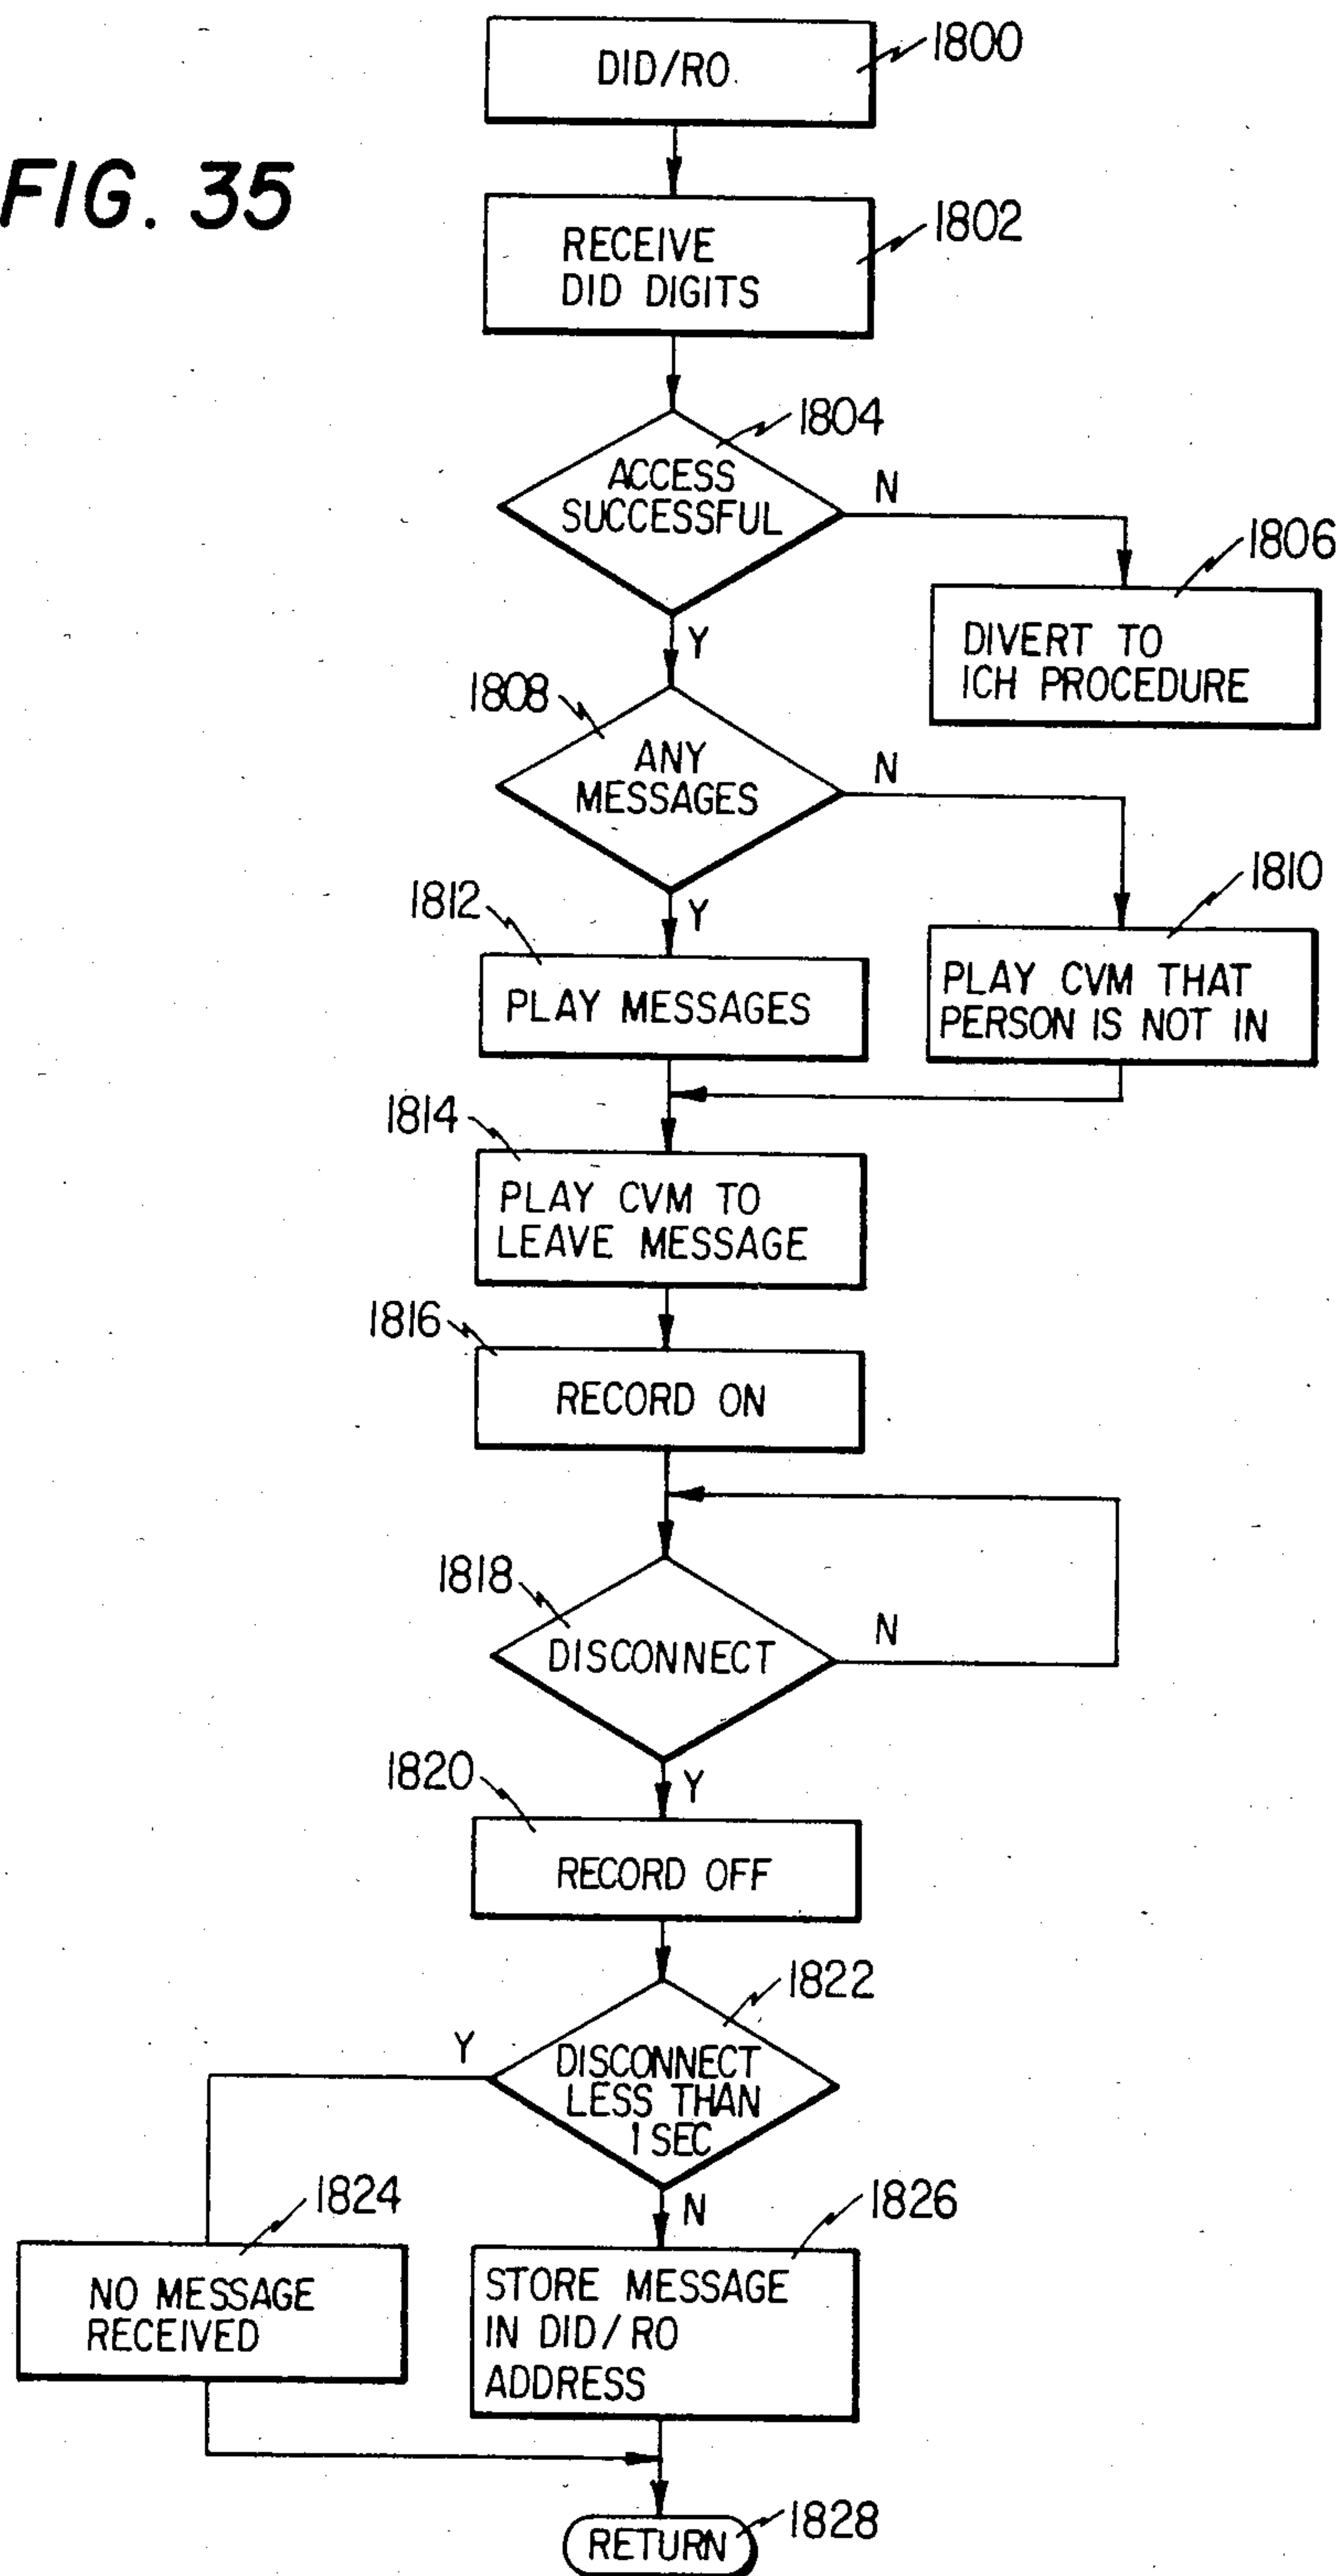 FIG. 35
DID/RO
1800
RECEIVE
DID DIGITS
1802
1804
ACCESS
SUCCESSFUL
N
1806
DIVERT TO
ICH PROCEDURE
Y
1808
ANY
MESSAGES
N
1810
PLAY CVM THAT
PERSON IS NOT IN
Y
1812
PLAY MESSAGES
1814
PLAY CVM TO
LEAVE MESSAGE
1816
RECORD ON
1818
DISCONNECT
N
Y
1820
RECORD OFF
1822
DISCONNECT
LESS THAN
1 SEC
Y
1824
NO MESSAGE
RECEIVED
N
1826
STORE MESSAGE
IN DID/RO
ADDRESS
RETURN
1828